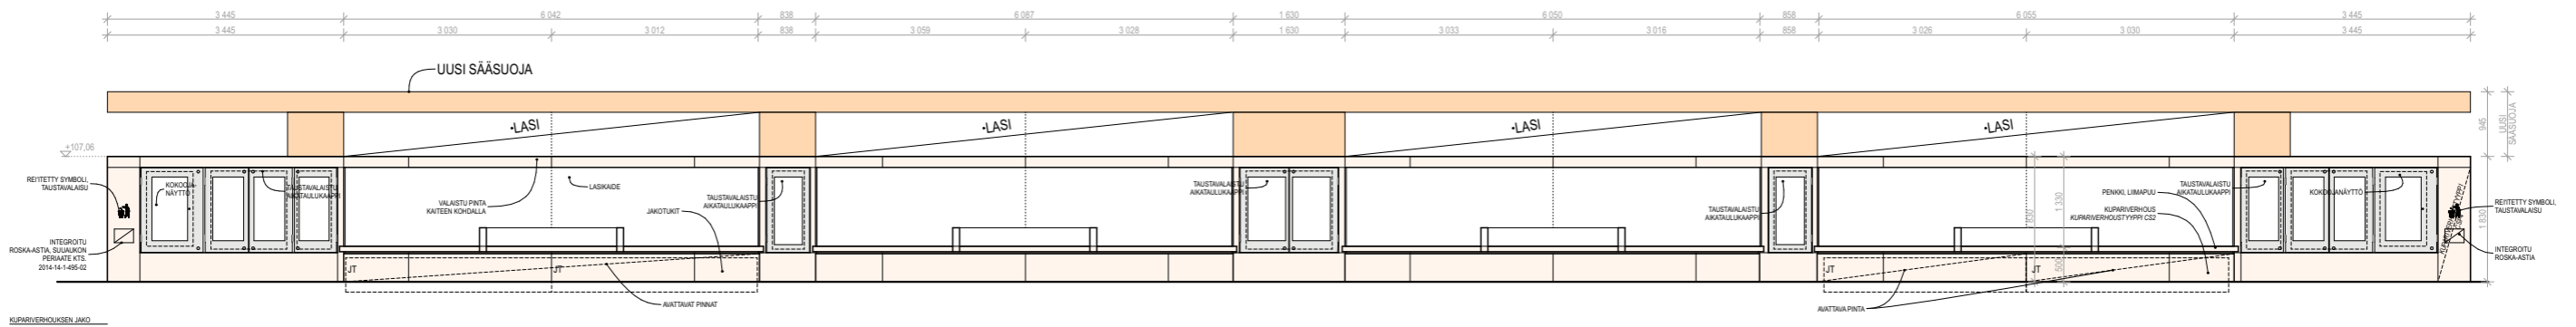 3 445 6 042 838 6 087 1 630 6 050 858 6 055 3 445
3 445 3 030 3 012 838 3 059 3 028 1 630 3 033 3 016 858 3 026 3 030 3 445
UUSI SÄÄSUOJA
•LASI
•LASI
•LASI
•LASI
945
UUSI
SÄÄSUOJA
+107,06
REI'ITETTY SYMBOLI,
TAUSTAVALAISU
INTEGROITU
ROSKA-ASTIA, SUUAUKON
PERIAATE KTS.
2014-14-1-495-02
KOKOOJA-
NÄYTTÖ
TAUSTAVALAISTU
AIKATAULUKAAPPI
VALAISTU PINTA
KAITEEN KOHDALLA
LASIKAIDE
JAKOTUKIT
TAUSTAVALAISTU
AIKATAULUKAAPPI
TAUSTAVALAISTU
AIKATAULUKAAPPI
TAUSTAVALAISTU
AIKATAULUKAAPPI
1 830
1 330
500
PENKKI, LIIMAPUU
KUPARIVERHOUS
KUPARIVERHOUSTYYPPI CS2
TAUSTAVALAISTU
AIKATAULUKAAPPI
KOKOOJANÄYTTÖ
REI'ITETTY SYMBOLI,
TAUSTAVALAISU
1 830
INTEGROITU
ROSKA-ASTIA
JT
JT
JT
JT
AVATTAVAT PINNAT
AVATTAVA PINTA
KUPARIVERHOUKSEN JAKO